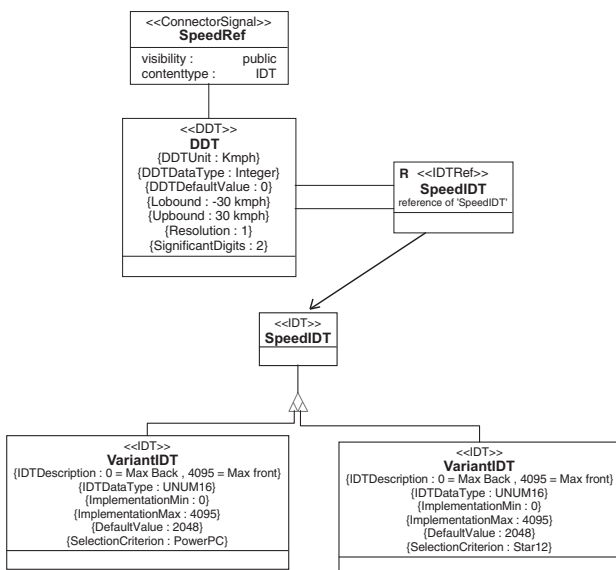 <<ConnectorSignal>>
SpeedRef
visibility : public
contenttype : IDT
<<DDT>>
DDT
{DDTUnit : Kmph}
{DDTDataType : Integer}
{DDTDefaultValue : 0}
{Lobound : -30 kmph}
{Upbound : 30 kmph}
{Resolution : 1}
{SignificantDigits : 2}
R <<IDTRef>>
SpeedIDT
reference of 'SpeedIDT'
<<IDT>>
SpeedIDT
<<IDT>>
VariantIDT
{IDTDescription : 0 = Max Back , 4095 = Max front}
{IDTDataType : UNUM16}
{ImplementationMin : 0}
{ImplementationMax : 4095}
{DefaultValue : 2048}
{SelectionCriterion : PowerPC}
<<IDT>>
VariantIDT
{IDTDescription : 0 = Max Back , 4095 = Max front}
{IDTDataType : UNUM16}
{ImplementationMin : 0}
{ImplementationMax : 4095}
{DefaultValue : 2048}
{SelectionCriterion : Star12}